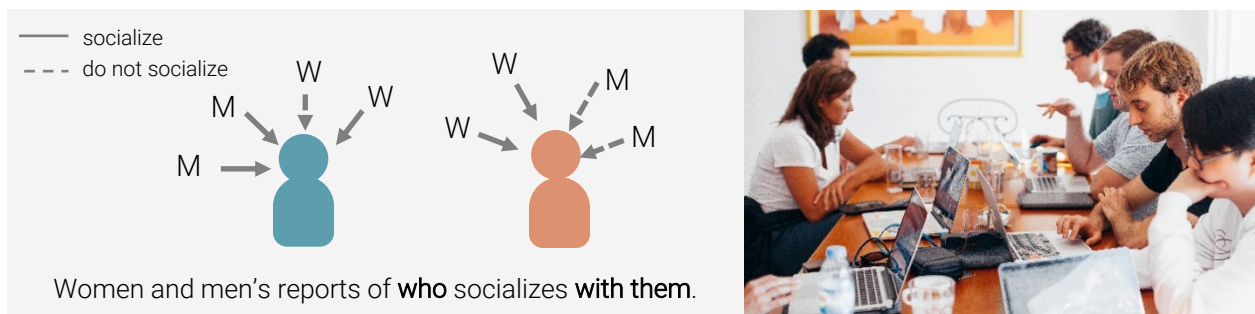 socialize
do not socialize
W
M
W
M
W
M
W
M
Women and men's reports of who socializes with them.